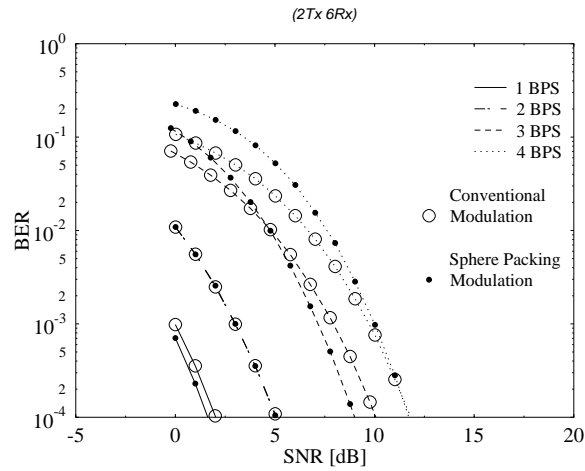 (2Tx 6Rx)
10^0
2
5
10^-1
2
5
10^-2
2
5
10^-3
2
5
10^-4
BER
-5
0
5
10
15
20
SNR [dB]
1 BPS
2 BPS
3 BPS
4 BPS
Conventional
Modulation
Sphere Packing
Modulation